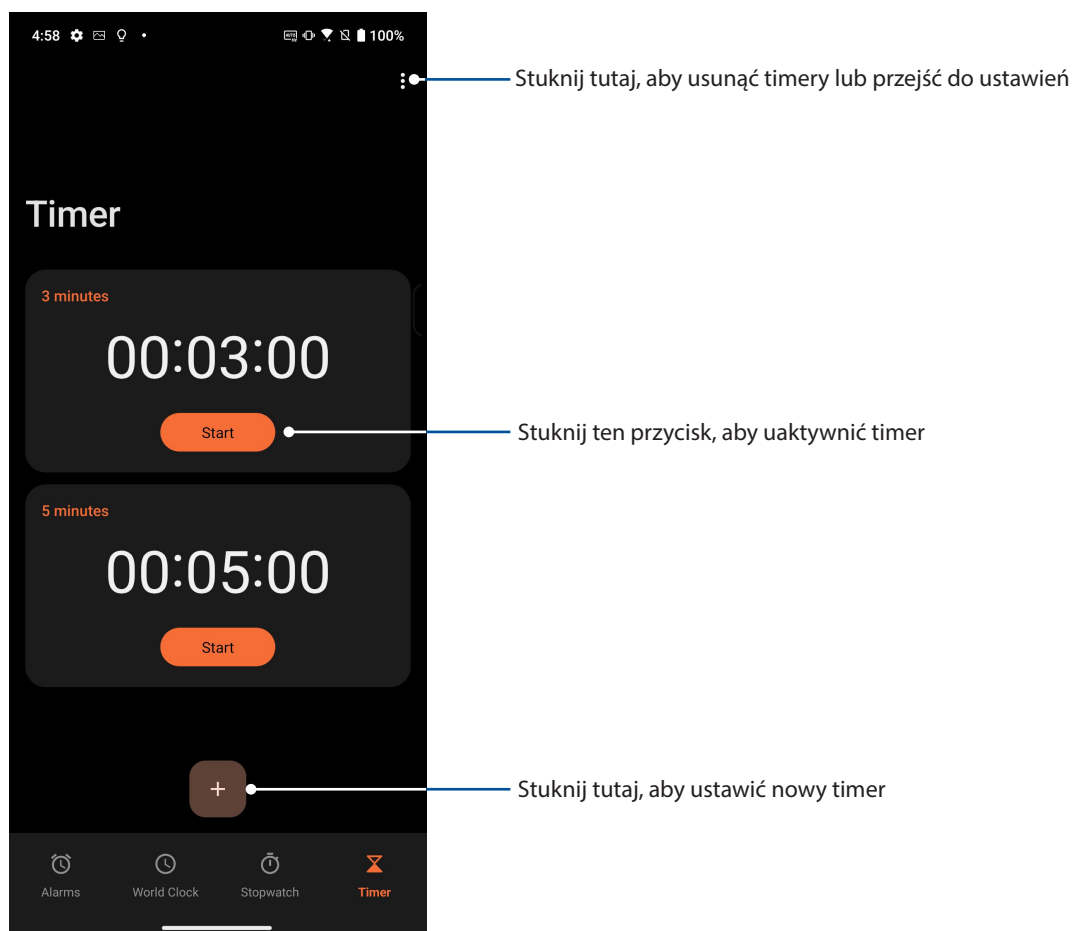 4:58
100%
Stuknij tutaj, aby usunąć timery lub przejść do ustawień
Timer
3 minutes
00:03:00
Start
Stuknij ten przycisk, aby uaktywnić timer
5 minutes
00:05:00
Start
+
Stuknij tutaj, aby ustawić nowy timer
Alarms
World Clock
Stopwatch
Timer